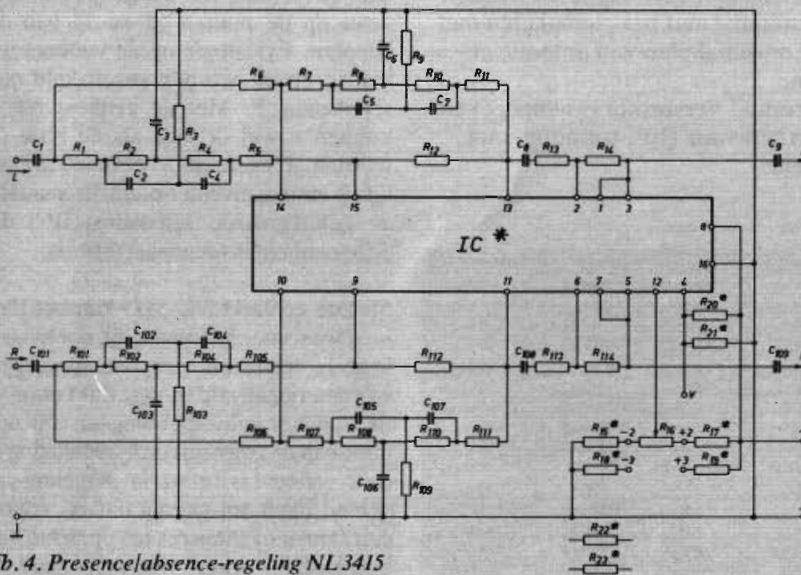 C6 R9
R6 R7 R8 R10 R11
C5 C7
C3 R3
C1 R1 R2 R4 R5 R12 C8 R13 R14 C9
L
C2 C4
14 15 13 2 1 3
IC *
8
16
10 9 11 6 7 5 12 4
R20*
R21*
C102 C104
R
C101 R101 R102 R104 R105 R112 C108 R113 R114 C109
C103 R103
V
C105 C107
R106 R107 R108 R110 R111
C106 R109
R15* -2 R16 +2 R17*
R18* -3 +3 R19*
R22*
R23*
fb. 4. Presence/absence-regeling NL 3415